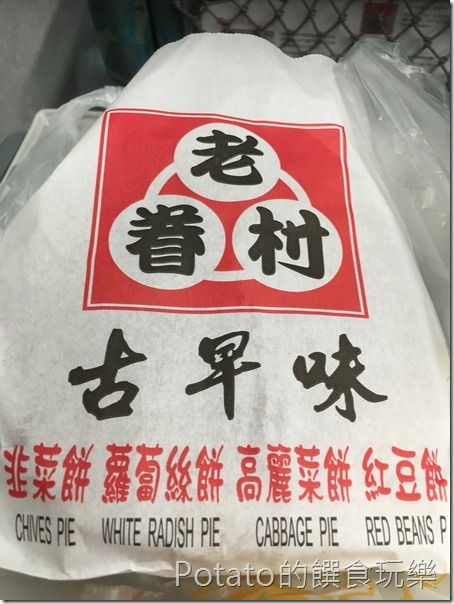 老
眷村
古早味
韭菜餅 蘿蔔絲餅 高麗菜餅 紅豆餅
CHIVES PIE WHITE RADISH PIE CABBAGE PIE RED BEANS P
Potato的饌食玩樂